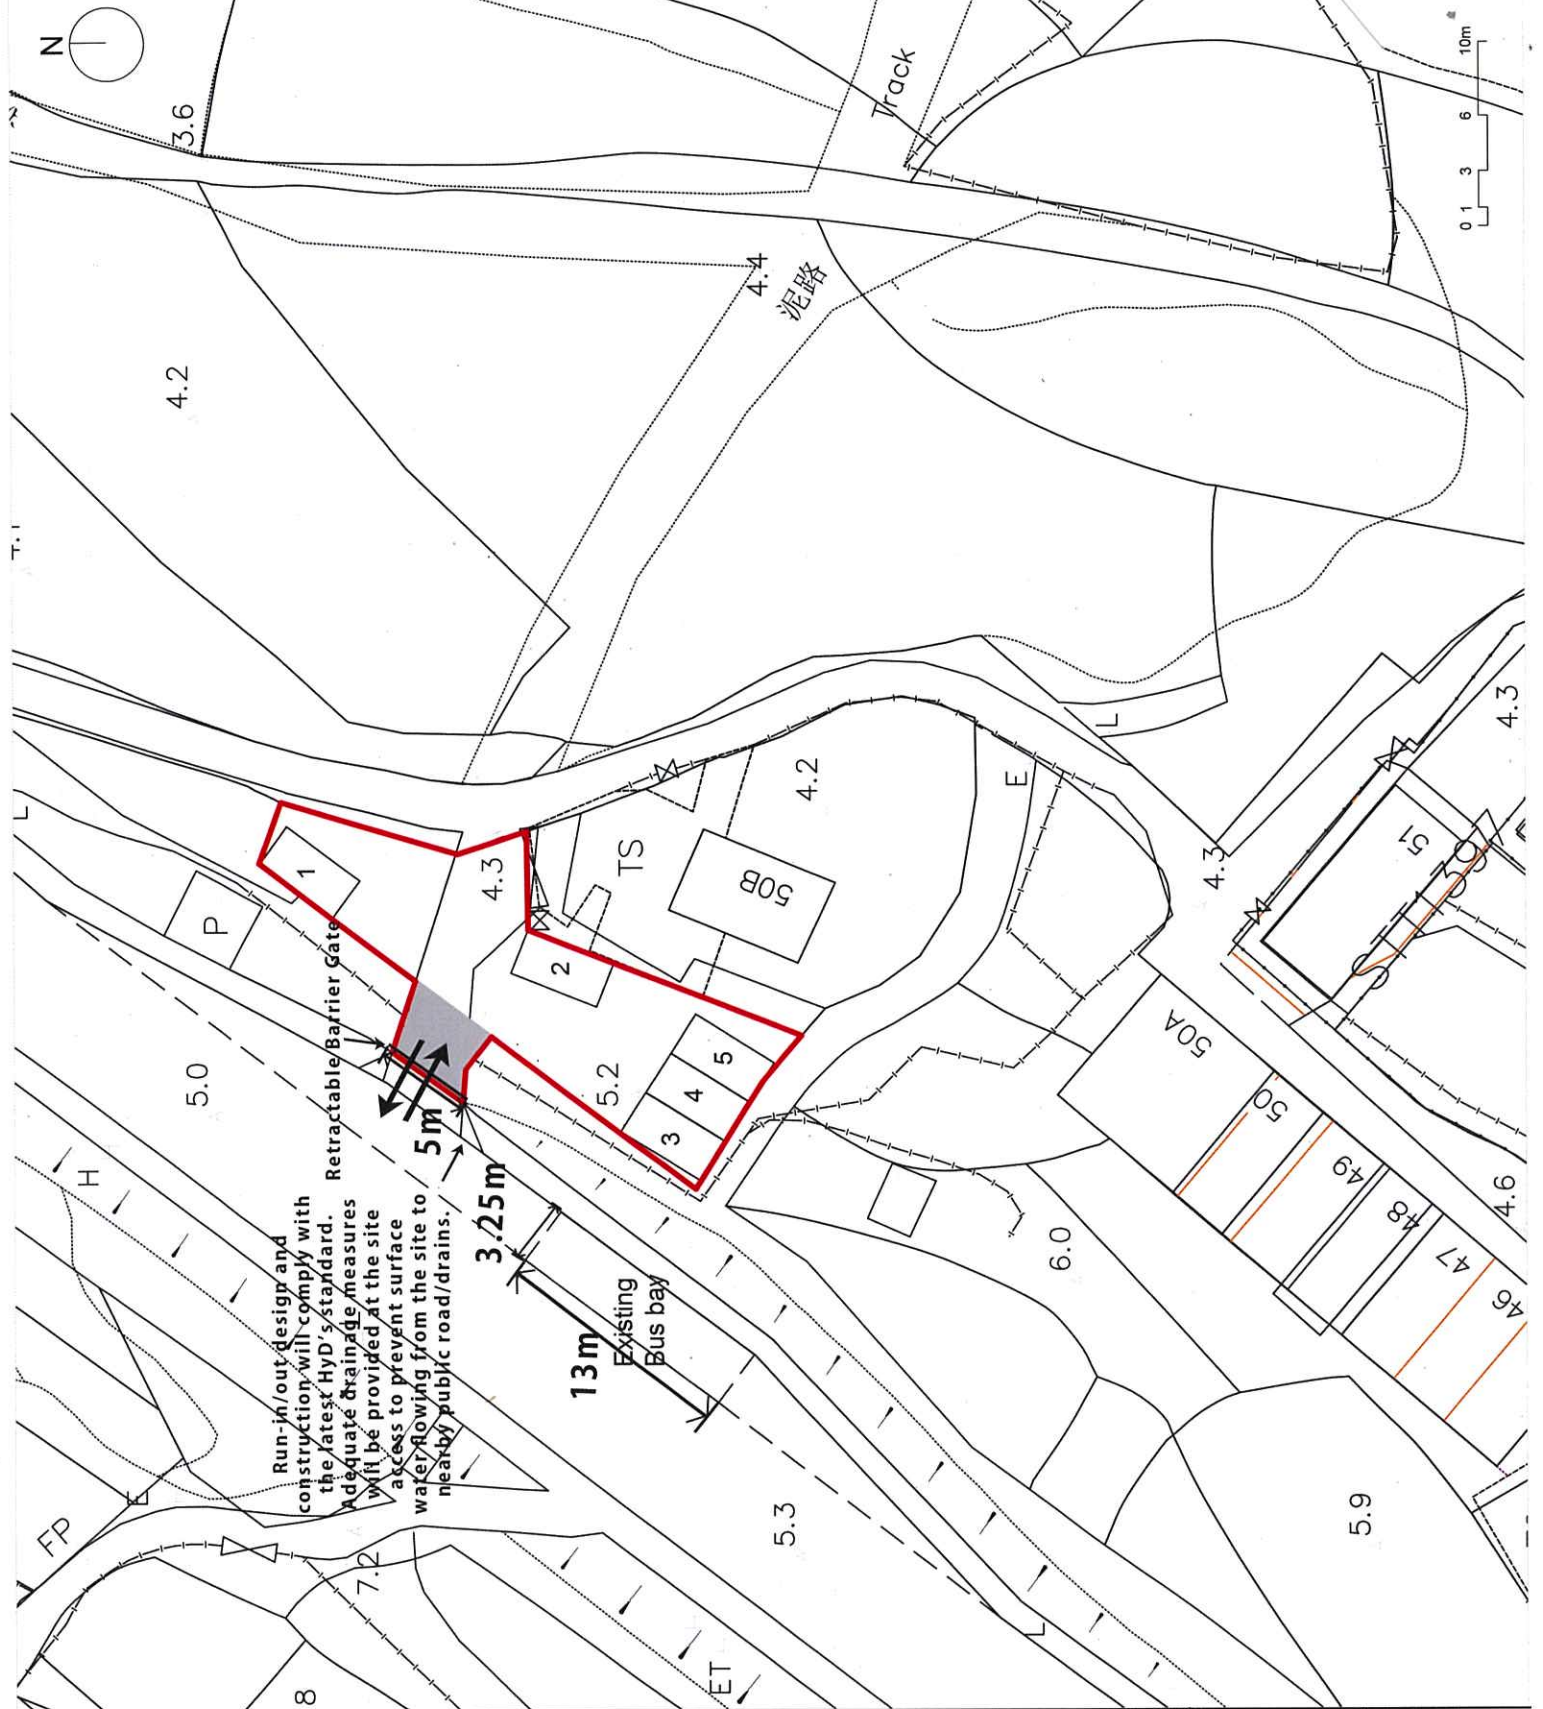 N
3.6
Track
10m
6
3
0 1
4.2
4.4
泥路
L
P
1
4.3
TS
50B
4.2
E
L
4.3
4.3
51
2
5.2
3
4
5
50A
50
49
48
47
46
4.6
6.0
5.9
5.0
H
Retractable Barrier Gate
5m
3.25m
13m
Existing
Bus bay
Run-in/out design and
construction will comply with
the latest HyD's standard.
Adequate drainage measures
will be provided at the site
access to prevent surface
water flowing from the site to
nearby public road/drains.
FP
E
7.2
8
ET
5.3
L